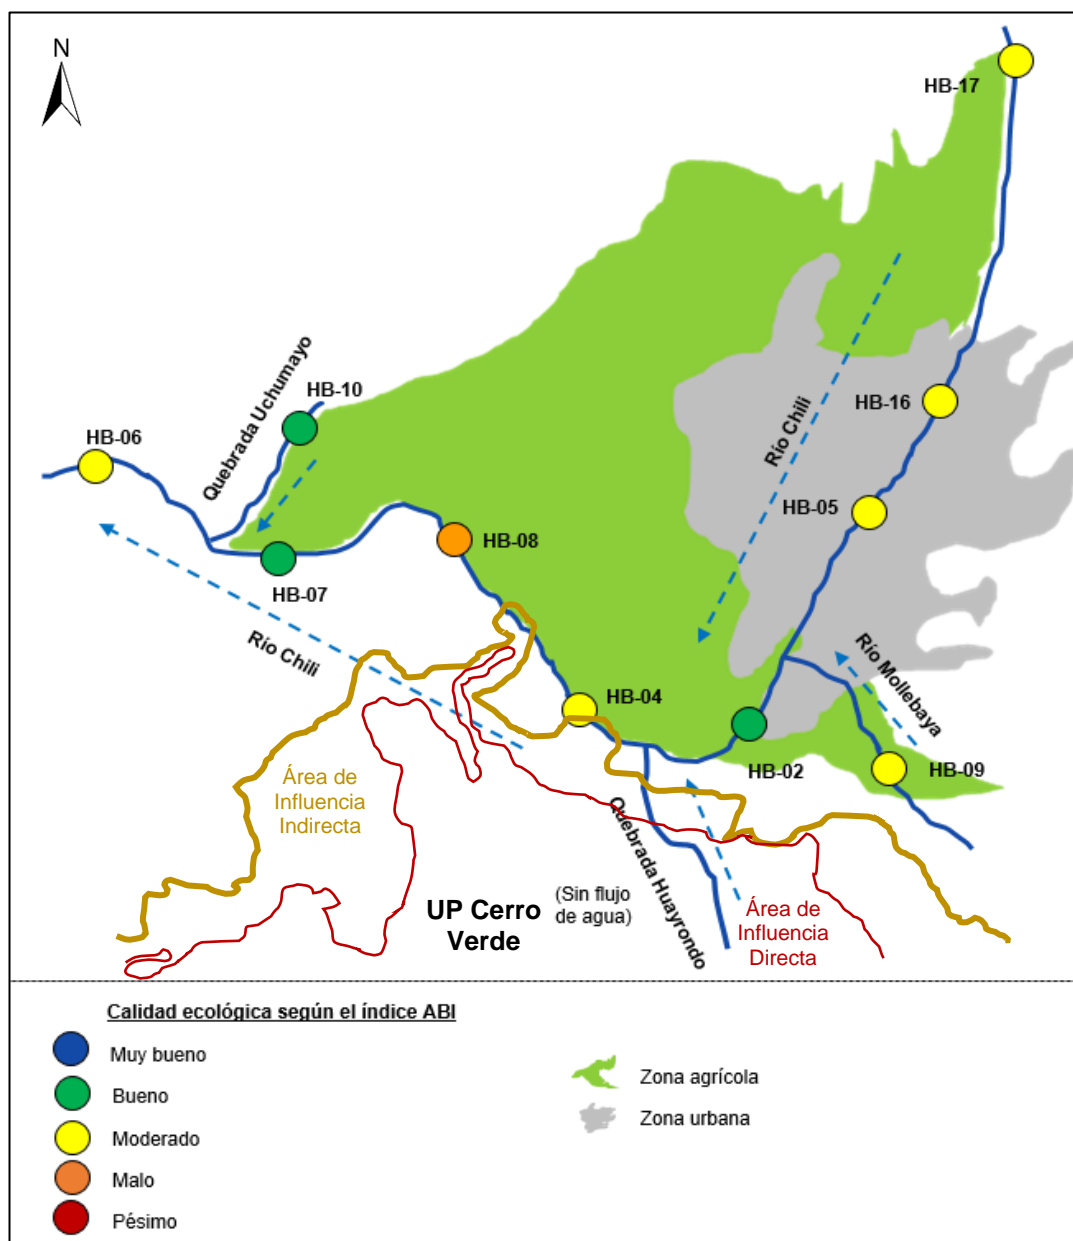 N
HB-17
Quebrada Uchumayo
HB-10
HB-06
Río Chili
HB-16
HB-05
HB-08
HB-07
Río Chili
Río Mollebaya
HB-04
HB-02
HB-09
Área de
Influencia
Indirecta
Quebrada Huayrondo
UP Cerro
Verde
(Sin flujo
de agua)
Área de
Influencia
Directa
Calidad ecológica según el índice ABI
Muy bueno
Bueno
Moderado
Malo
Pésimo
Zona agrícola
Zona urbana